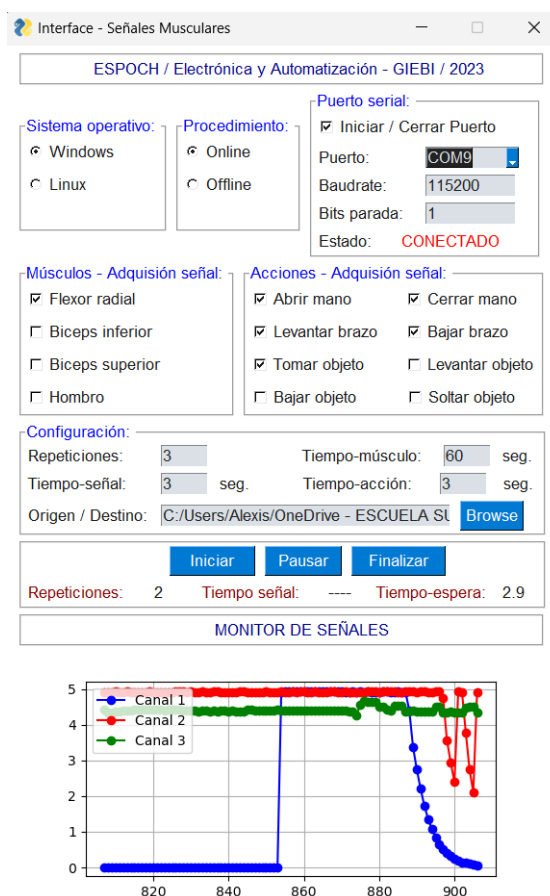 Interface - Señales Musculares
ESPOCH / Electrónica y Automatización - GIEBI / 2023
Sistema operativo:
Windows
Linux
Procedimiento:
Online
Offline
Puerto serial:
Iniciar / Cerrar Puerto
Puerto: COM9
Baudrate: 115200
Bits parada: 1
Estado: CONECTADO
Músculos - Adquisión señal:
Flexor radial
Biceps inferior
Biceps superior
Hombro
Acciones - Adquisión señal:
Abrir mano Cerrar mano
Levantar brazo Bajar brazo
Tomar objeto Levantar objeto
Bajar objeto Soltar objeto
Configuración:
Repeticiones: 3 Tiempo-músculo: 60 seg.
Tiempo-señal: 3 seg. Tiempo-acción: 3 seg.
Origen / Destino: C:/Users/Alexis/OneDrive - ESCUELA SU Browse
Iniciar Pausar Finalizar
Repeticiones: 2 Tiempo señal: ---- Tiempo-espera: 2.9
MONITOR DE SEÑALES
5
4
3
2
1
0
Canal 1
Canal 2
Canal 3
820 840 860 880 900